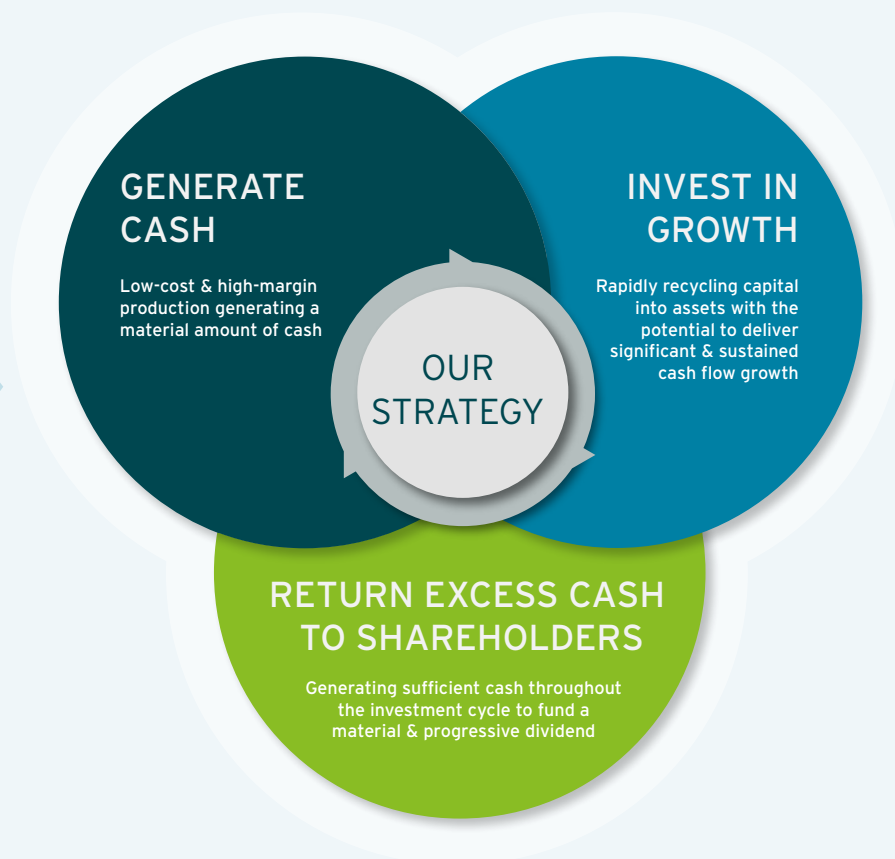 GENERATE
CASH
Low-cost & high-margin
production generating a
material amount of cash
INVEST IN
GROWTH
Rapidly recycling capital
into assets with the
potential to deliver
significant & sustained
cash flow growth
OUR
STRATEGY
RETURN EXCESS CASH
TO SHAREHOLDERS
Generating sufficient cash throughout
the investment cycle to fund a
material & progressive dividend